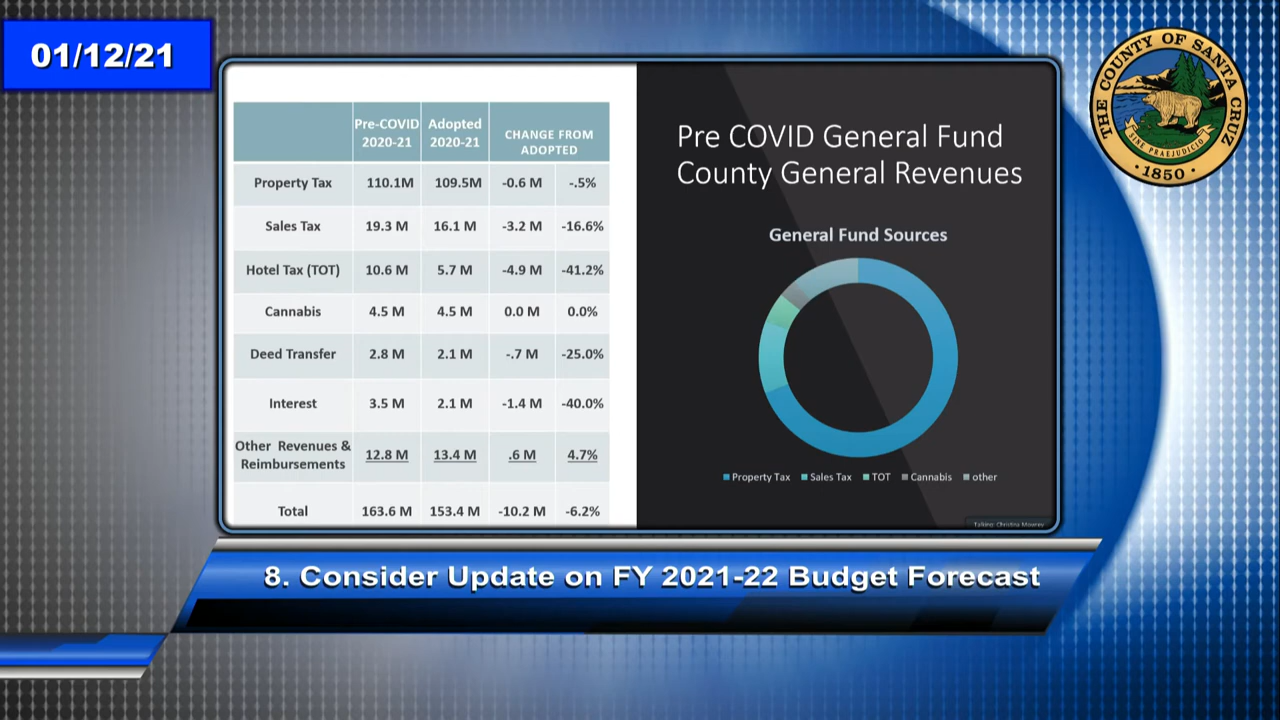 01/12/21
THE COUNTY OF SANTA CRUZ
SINE PRAEJUDICIO
• 1850 •
Pre-COVID 2020-21 Adopted 2020-21 CHANGE FROM ADOPTED
Property Tax 110.1M 109.5M -0.6 M -.5%
Sales Tax 19.3 M 16.1 M -3.2 M -16.6%
Hotel Tax (TOT) 10.6 M 5.7 M -4.9 M -41.2%
Cannabis 4.5 M 4.5 M 0.0 M 0.0%
Deed Transfer 2.8 M 2.1 M -.7 M -25.0%
Interest 3.5 M 2.1 M -1.4 M -40.0%
Other Revenues & Reimbursements 12.8 M 13.4 M .6 M 4.7%
Total 163.6 M 153.4 M -10.2 M -6.2%
Pre COVID General Fund
County General Revenues
General Fund Sources
Property Tax Sales Tax TOT Cannabis other
Talking: Christina Mowrey
8. Consider Update on FY 2021-22 Budget Forecast